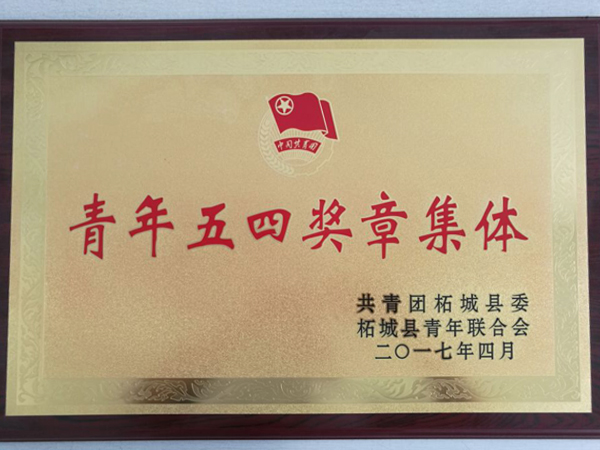 中国共青团
青年五四奖章集体
共青团柘城县委
柘城县青年联合会
二〇一七年四月